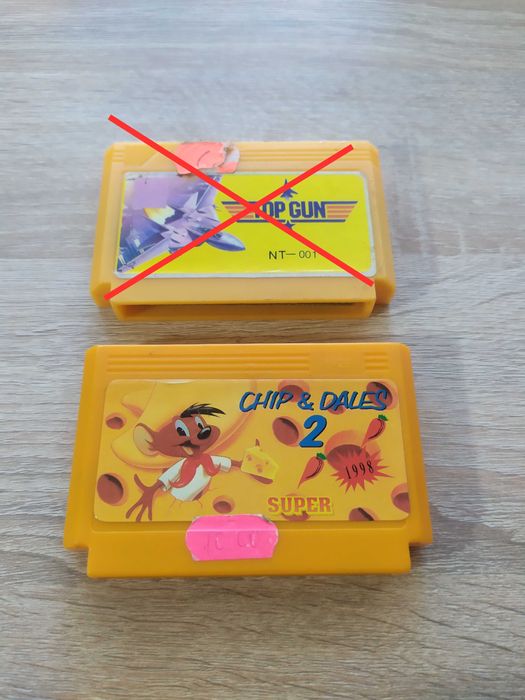 TOP GUN
NT-001
CHIP & DALES
2
1998
SUPER